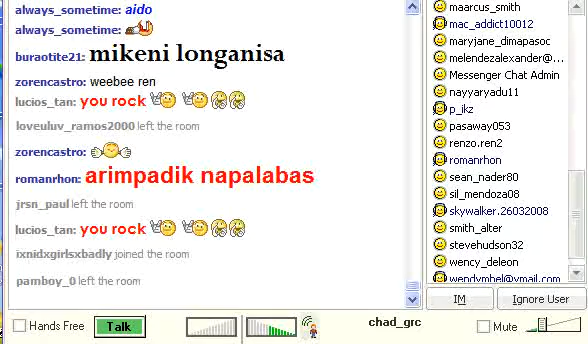 always_sometime: aido
always_sometime:
buraotite21: mikeni longanisa
zorencastro: weebee ren
lucios_tan: you rock
loveuluv_ramos2000 left the room
zorencastro:
romanrhon: arimpadik napalabas
jrsn_paul left the room
lucios_tan: you rock
ixnidxgirlsxbadly joined the room
pamboy_0 left the room
maarcus_smith
mac_addict10012
maryjane_dimapasoc
melendezalexander@...
Messenger Chat Admin
nayyaryadu11
p_ikz
pasaway053
renzo.ren2
romanrhon
sean_nader80
sil_mendoza08
skywalker.26032008
smith_alter
stevehudson32
wency_deleon
wendymbel@ymail.com
IM
Ignore User
Hands Free
Talk
chad_grc
Mute